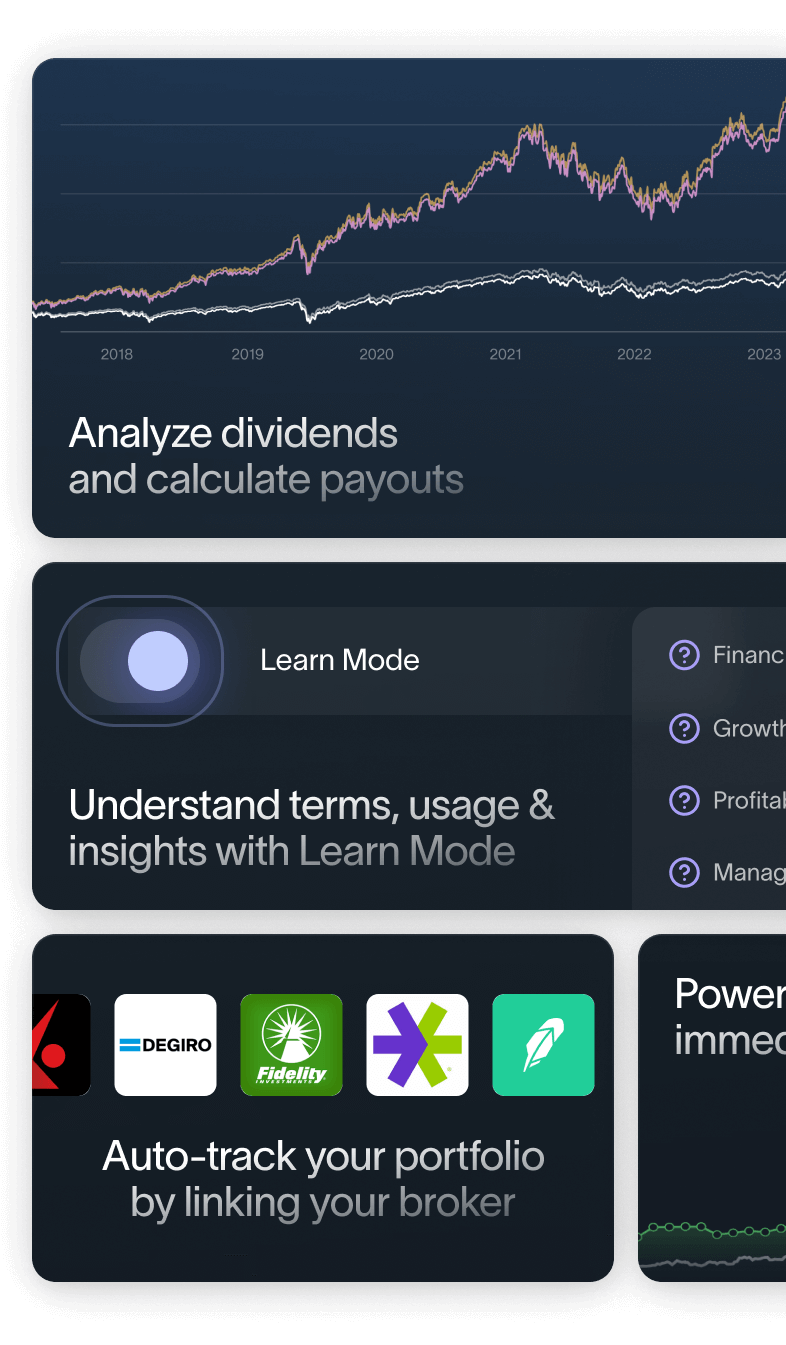 2018 2019 2020 2021 2022 2023
Analyze dividends
and calculate payouts
Learn Mode
Financ
Growth
Profitab
Manag
Understand terms, usage &
insights with Learn Mode
DEGIRO
Fidelity
INVESTMENTS
Auto-track your portfolio
by linking your broker
Power
immed